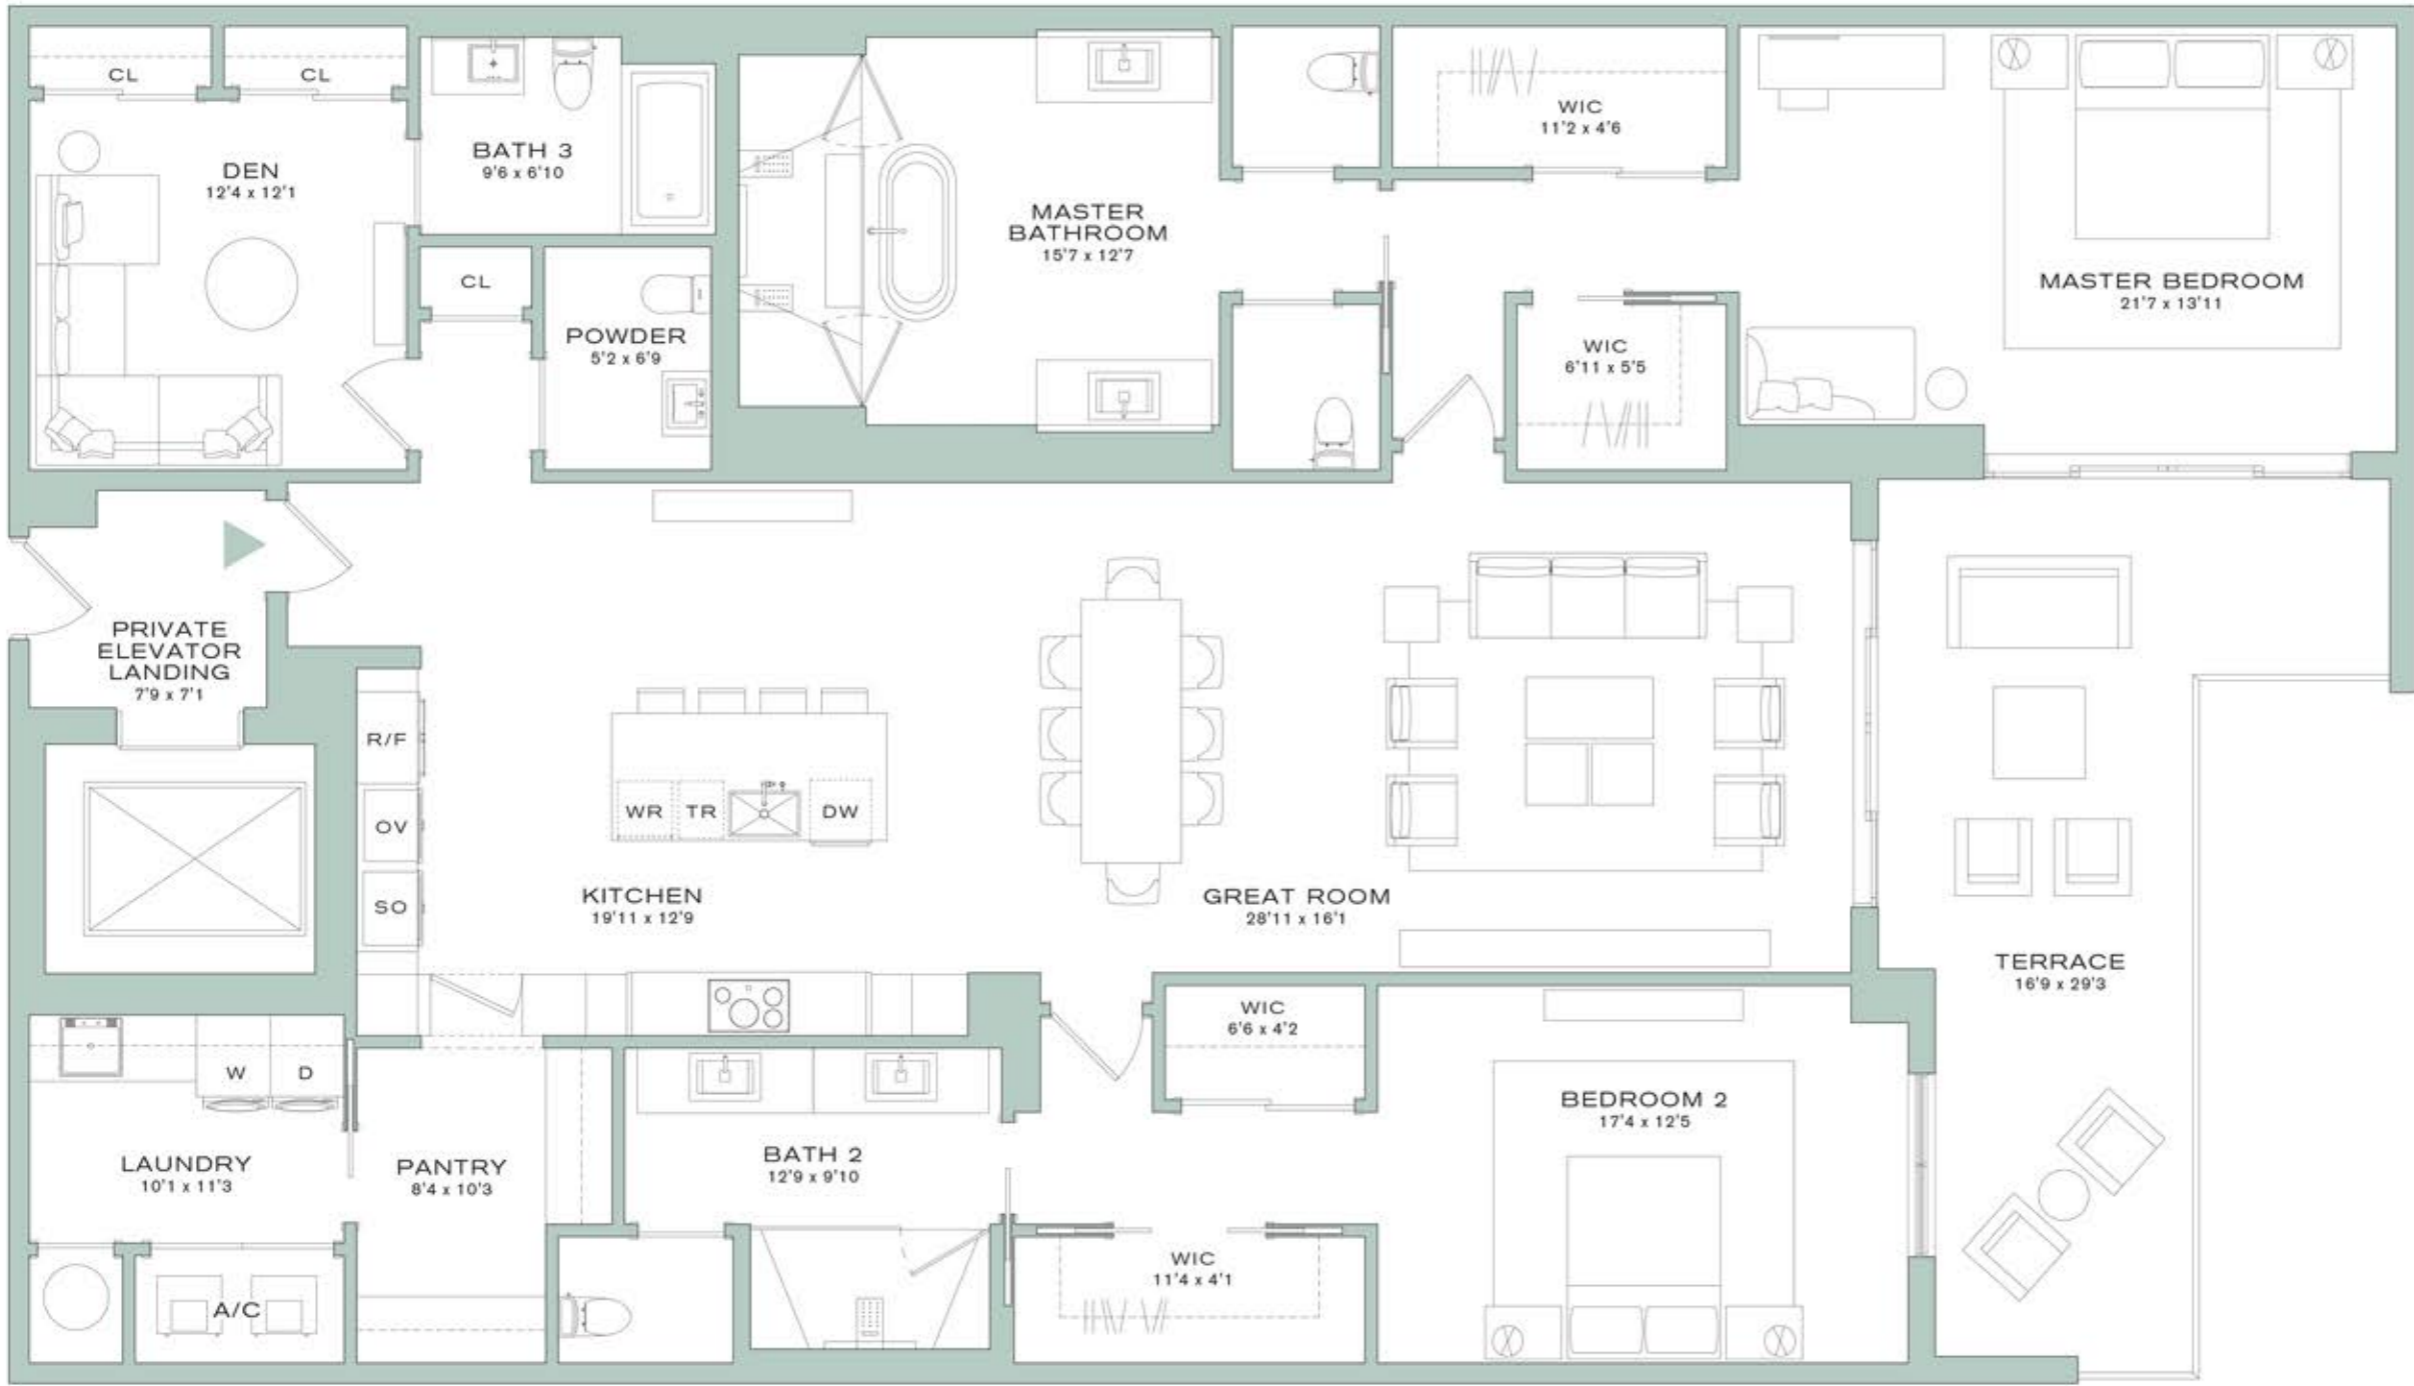 CL
CL
DEN
12'4 x 12'1
BATH 3
9'6 x 6'10
CL
POWDER
5'2 x 6'9
MASTER
BATHROOM
15'7 x 12'7
WIC
11'2 x 4'6
WIC
6'11 x 5'5
MASTER BEDROOM
21'7 x 13'11
PRIVATE
ELEVATOR
LANDING
7'9 x 7'1
R/F
OV
SO
WR
TR
DW
KITCHEN
19'11 x 12'9
GREAT ROOM
28'11 x 16'1
TERRACE
16'9 x 29'3
W
D
LAUNDRY
10'1 x 11'3
A/C
PANTRY
8'4 x 10'3
BATH 2
12'9 x 9'10
WIC
6'6 x 4'2
WIC
11'4 x 4'1
BEDROOM 2
17'4 x 12'5